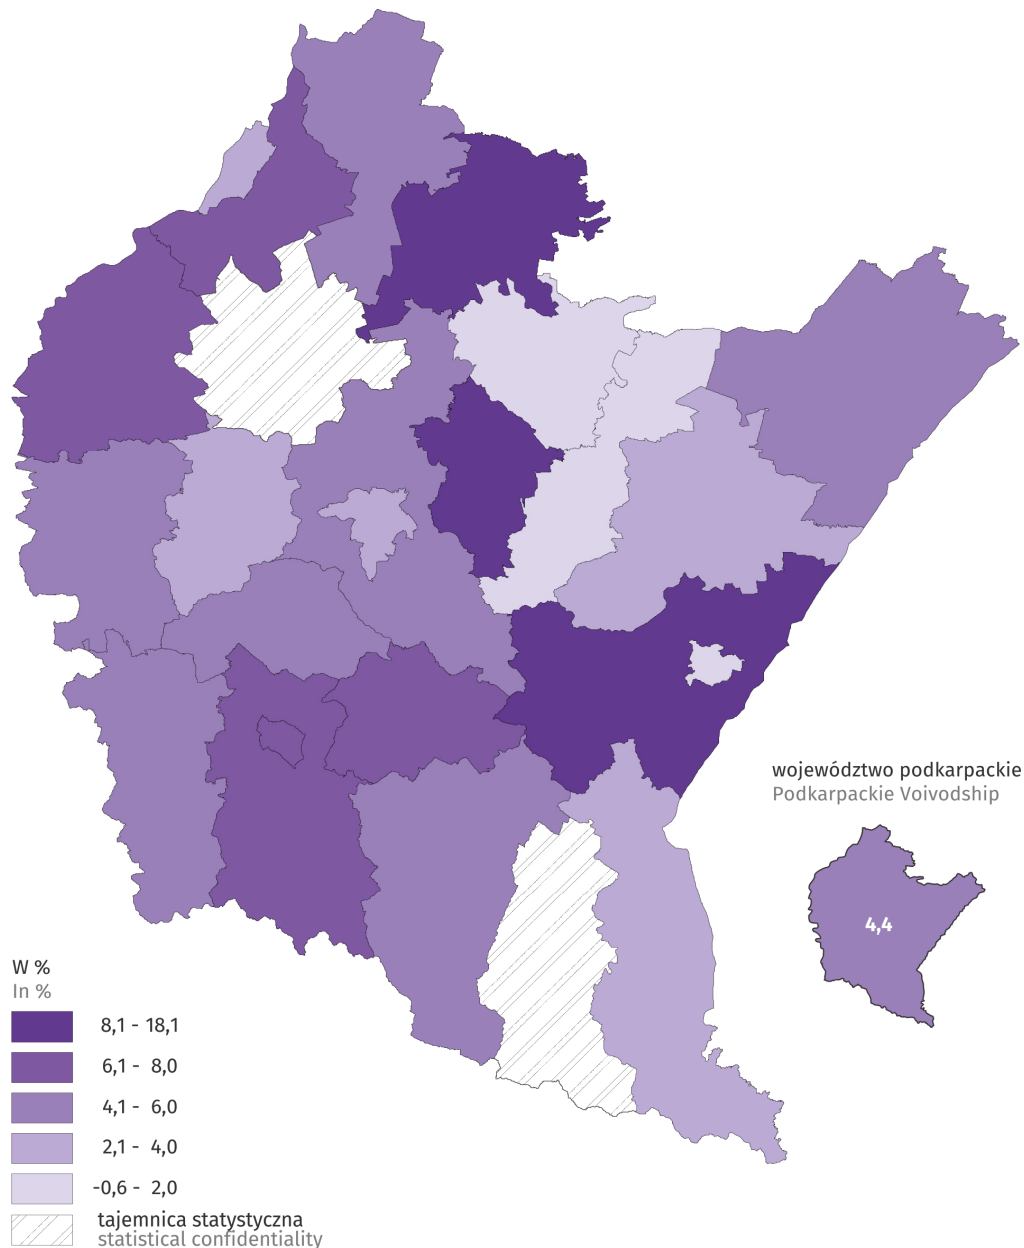 województwo podkarpackie
Podkarpackie Voivodship
4,4
W %
In %
8,1 - 18,1
6,1 - 8,0
4,1 - 6,0
2,1 - 4,0
-0,6 - 2,0
tajemnica statystyczna
statistical confidentiality